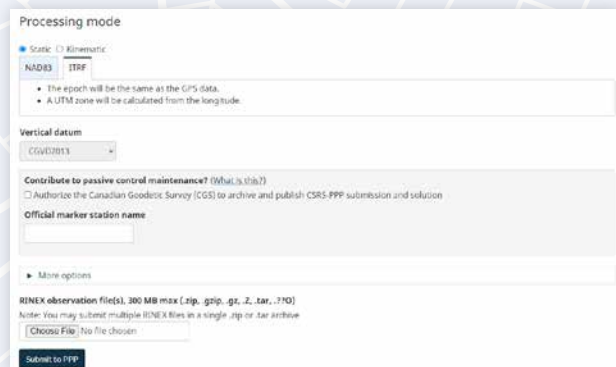 Processing mode
Static Kinematic
NAD83 ITRF
• The epoch will be the same as the GPS data.
• A UTM zone will be calculated from the longitude.
Vertical datum
CGVD2013
Contribute to passive control maintenance? (What is this?)
Authorize the Canadian Geodetic Survey (CGS) to archive and publish CSRS-PPP submission and solution
Official marker station name
► More options
RINEX observation file(s), 300 MB max (.zip, .gzip, .gz, .Z, .tar, .??O)
Note: You may submit multiple RINEX files in a single .zip or .tar archive
Choose File No file chosen
Submit to PPP